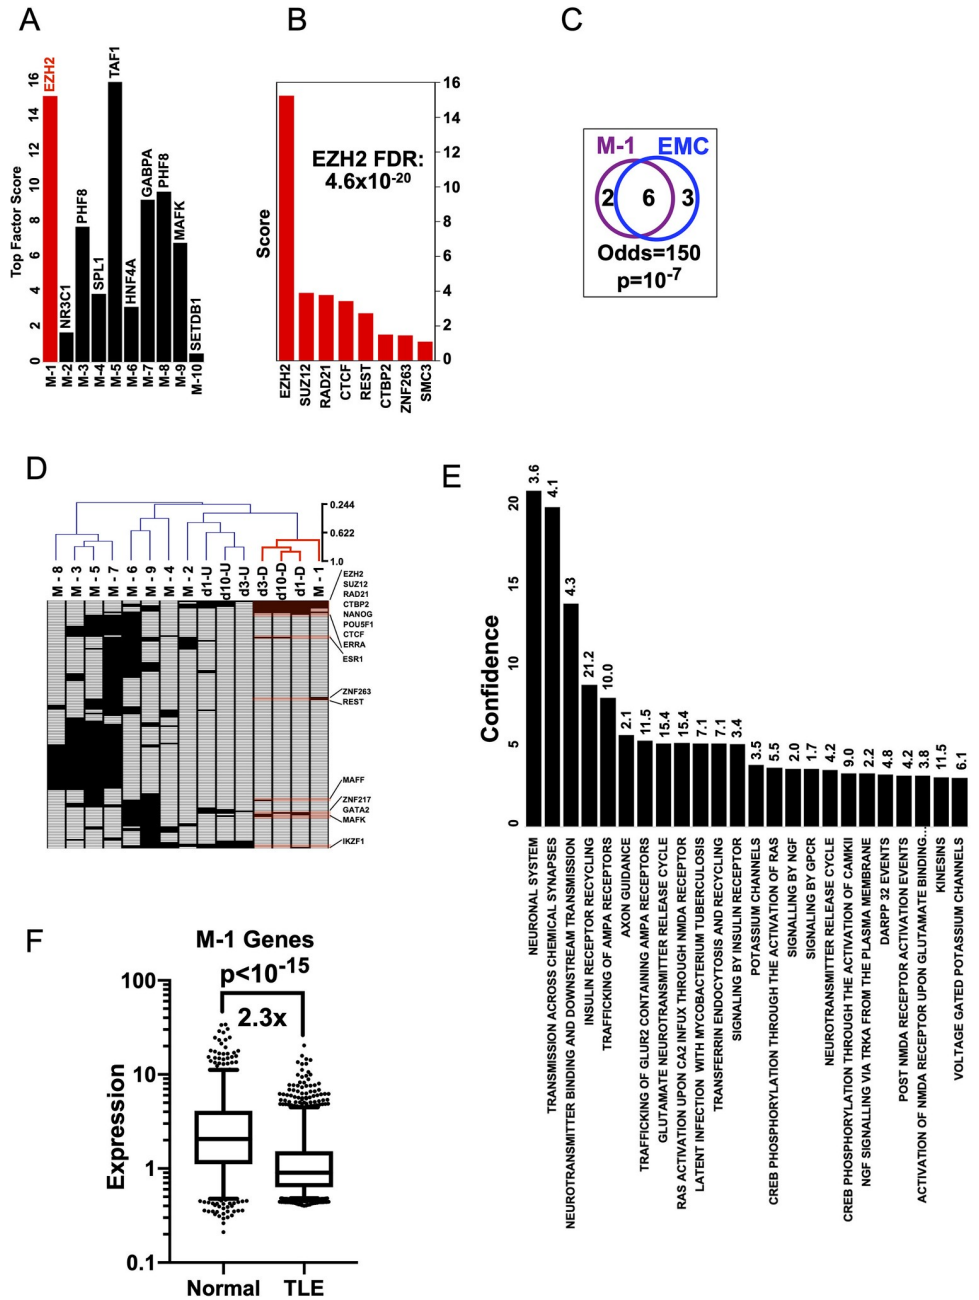 A
Top Factor Score
0
2
4
6
8
10
12
14
16
EZH2
NR3C1
PHF8
SPL1
TAF1
HNF4A
GABPA
PHF8
MAFK
SETDB1
M-1
M-2
M-3
M-4
M-5
M-6
M-7
M-8
M-9
M-10
B
Score
EZH2 FDR:
4.6x10-20
16
14
12
10
8
6
4
2
0
EZH2
SUZ12
RAD21
CTCF
REST
CTBP2
ZNF263
SMC3
C
M-1 EMC
2 6 3
Odds=150
p=10-7
D
0.244
0.622
1.0
M - 8
M - 3
M - 5
M - 7
M - 6
M - 9
M - 4
M - 2
d1-U
d10-U
d3-U
d3-D
d10-D
d1-D
M - 1
EZH2
SUZ12
RAD21
CTBP2
NANOG
POU5F1
CTCF
ERRA
ESR1
ZNF263
REST
MAFF
ZNF217
GATA2
MAFK
IKZF1
E
Confidence
0
5
10
15
20
3.6
4.1
4.3
21.2
10.0
2.1
11.5
15.4
15.4
7.1
7.1
3.4
3.5
5.5
2.0
1.7
4.2
9.0
2.2
4.8
4.2
3.8
11.5
6.1
NEURONAL SYSTEM
TRANSMISSION ACROSS CHEMICAL SYNAPSES
NEUROTRANSMITTER BINDING AND DOWNSTREAM TRANSMISSION
INSULIN RECEPTOR RECYCLING
TRAFFICKING OF AMPA RECEPTORS
AXON GUIDANCE
TRAFFICKING OF GLUR2 CONTAINING AMPA RECEPTORS
GLUTAMATE NEUROTRANSMITTER RELEASE CYCLE
RAS ACTIVATION UPON CA2 INFUX THROUGH NMDA RECEPTOR
LATENT INFECTION WITH MYCOBACTERIUM TUBERCULOSIS
TRANSFERRIN ENDOCYTOSIS AND RECYCLING
SIGNALING BY INSULIN RECEPTOR
POTASSIUM CHANNELS
CREB PHOSPHORYLATION THROUGH THE ACTIVATION OF RAS
SIGNALLING BY NGF
SIGNALING BY GPCR
NEUROTRANSMITTER RELEASE CYCLE
CREB PHOSPHORYLATION THROUGH THE ACTIVATION OF CAMKII
NGF SIGNALLING VIA TRKA FROM THE PLASMA MEMBRANE
DARPP 32 EVENTS
POST NMDA RECEPTOR ACTIVATION EVENTS
ACTIVATION OF NMDA RECEPTOR UPON GLUTAMATE BINDING...
KINESINS
VOLTAGE GATED POTASSIUM CHANNELS
F
M-1 Genes
p<10-15
2.3x
Expression
100
10
1
0.1
Normal
TLE